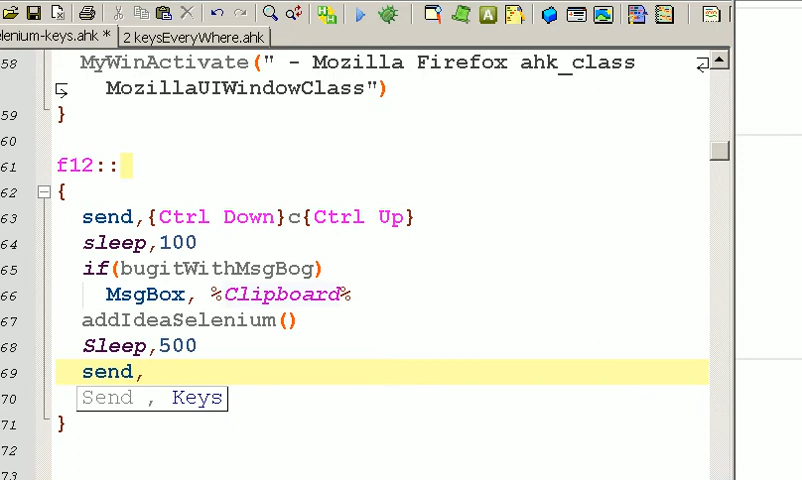 elenium-keys.ahk *
2 keysEveryWhere.ahk
58 MyWinActivate(" - Mozilla Firefox ahk_class
MozillaUIWindowClass")
59 }
60
61 f12::
62 {
63 send,{Ctrl Down}c{Ctrl Up}
64 sleep,100
65 if(bugitWithMsgBog)
66 MsgBox, %Clipboard%
67 addIdeaSelenium()
68 Sleep,500
69 send,
70 Send , Keys
71 }
72
73